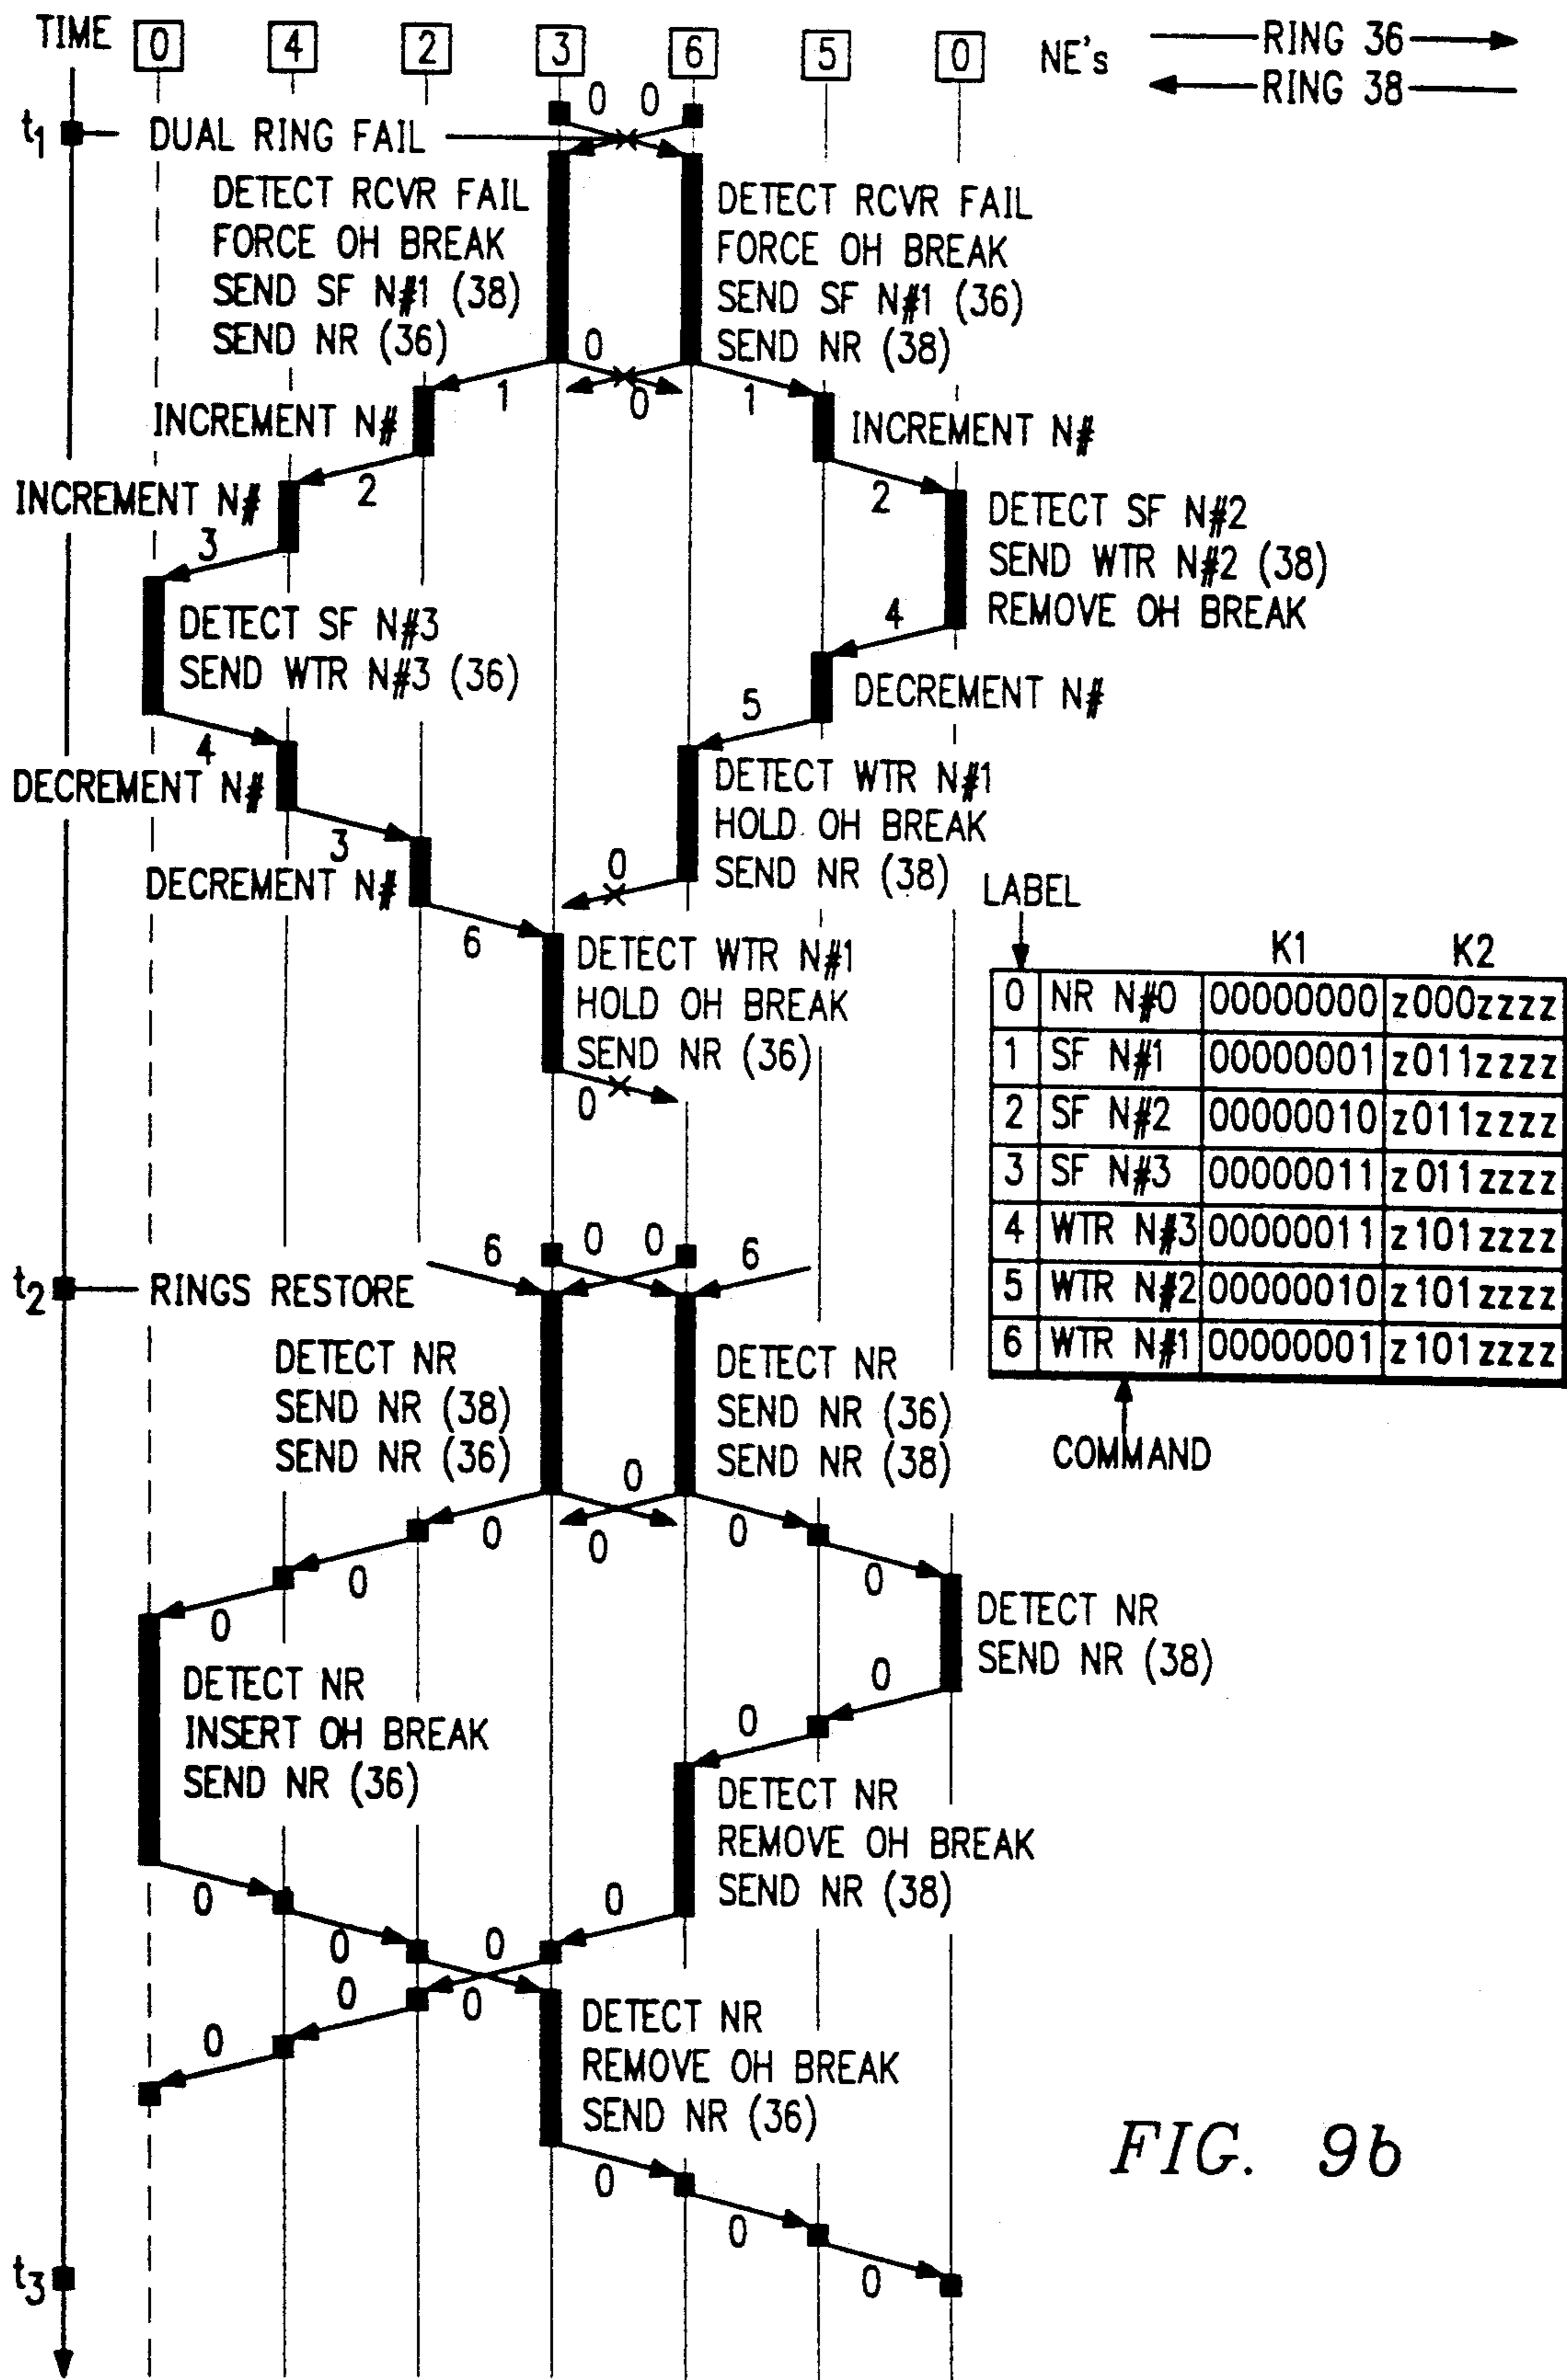 TIME 0 4 2 3 6 5 0 NE's RING 36
RING 38
0 0
t1 DUAL RING FAIL
DETECT RCVR FAIL
FORCE OH BREAK
SEND SF N#1 (38)
SEND NR (36)
DETECT RCVR FAIL
FORCE OH BREAK
SEND SF N#1 (36)
SEND NR (38)
0
1 0 1
INCREMENT N#
INCREMENT N#
2
2
INCREMENT N#
3
DETECT SF N#2
SEND WTR N#2 (38)
REMOVE OH BREAK
4
DETECT SF N#3
SEND WTR N#3 (36)
DECREMENT N#
5
4
DECREMENT N#
DETECT WTR N#1
HOLD OH BREAK
SEND NR (38)
3
0
DECREMENT N#
6
DETECT WTR N#1
HOLD OH BREAK
SEND NR (36)
0
LABEL
K1 K2
0 NR N#0 00000000 z000zzzz
1 SF N#1 00000001 z011zzzz
2 SF N#2 00000010 z011zzzz
3 SF N#3 00000011 z011zzzz
4 WTR N#3 00000011 z101zzzz
5 WTR N#2 00000010 z101zzzz
6 WTR N#1 00000001 z101zzzz
COMMAND
6 0 0 6
t2 RINGS RESTORE
DETECT NR
SEND NR (38)
SEND NR (36)
DETECT NR
SEND NR (36)
SEND NR (38)
0
0 0 0
0 0
0
DETECT NR
SEND NR (38)
0
DETECT NR
INSERT OH BREAK
SEND NR (36)
0
DETECT NR
REMOVE OH BREAK
SEND NR (38)
0 0
0 0
0 0
0
DETECT NR
REMOVE OH BREAK
SEND NR (36)
0
0
0
t3
FIG. 9b